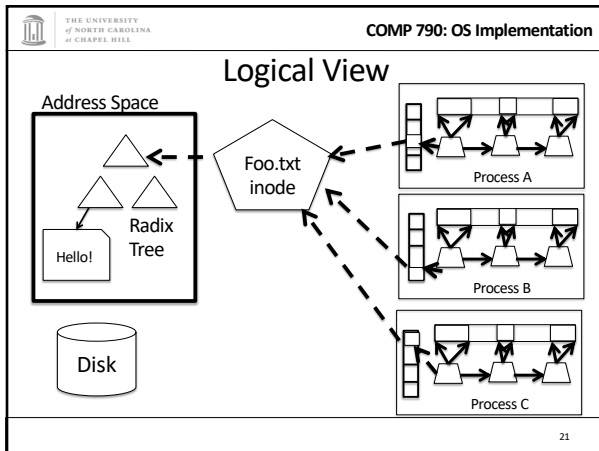 THE UNIVERSITY
of NORTH CAROLINA
at CHAPEL HILL
COMP 790: OS Implementation
Logical View
Address Space
Foo.txt
inode
Radix
Tree
Hello!
Disk
Process A
Process B
Process C
21